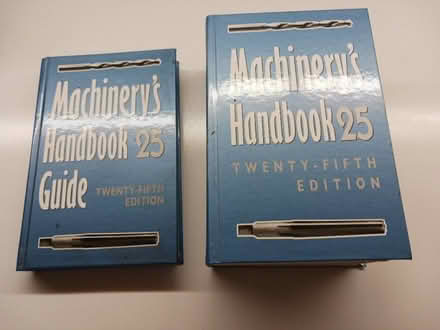 Machinery's
Handbook 25
Guide TWENTY-FIFTH
EDITION
Machinery's
Handbook 25
TWENTY-FIFTH
EDITION